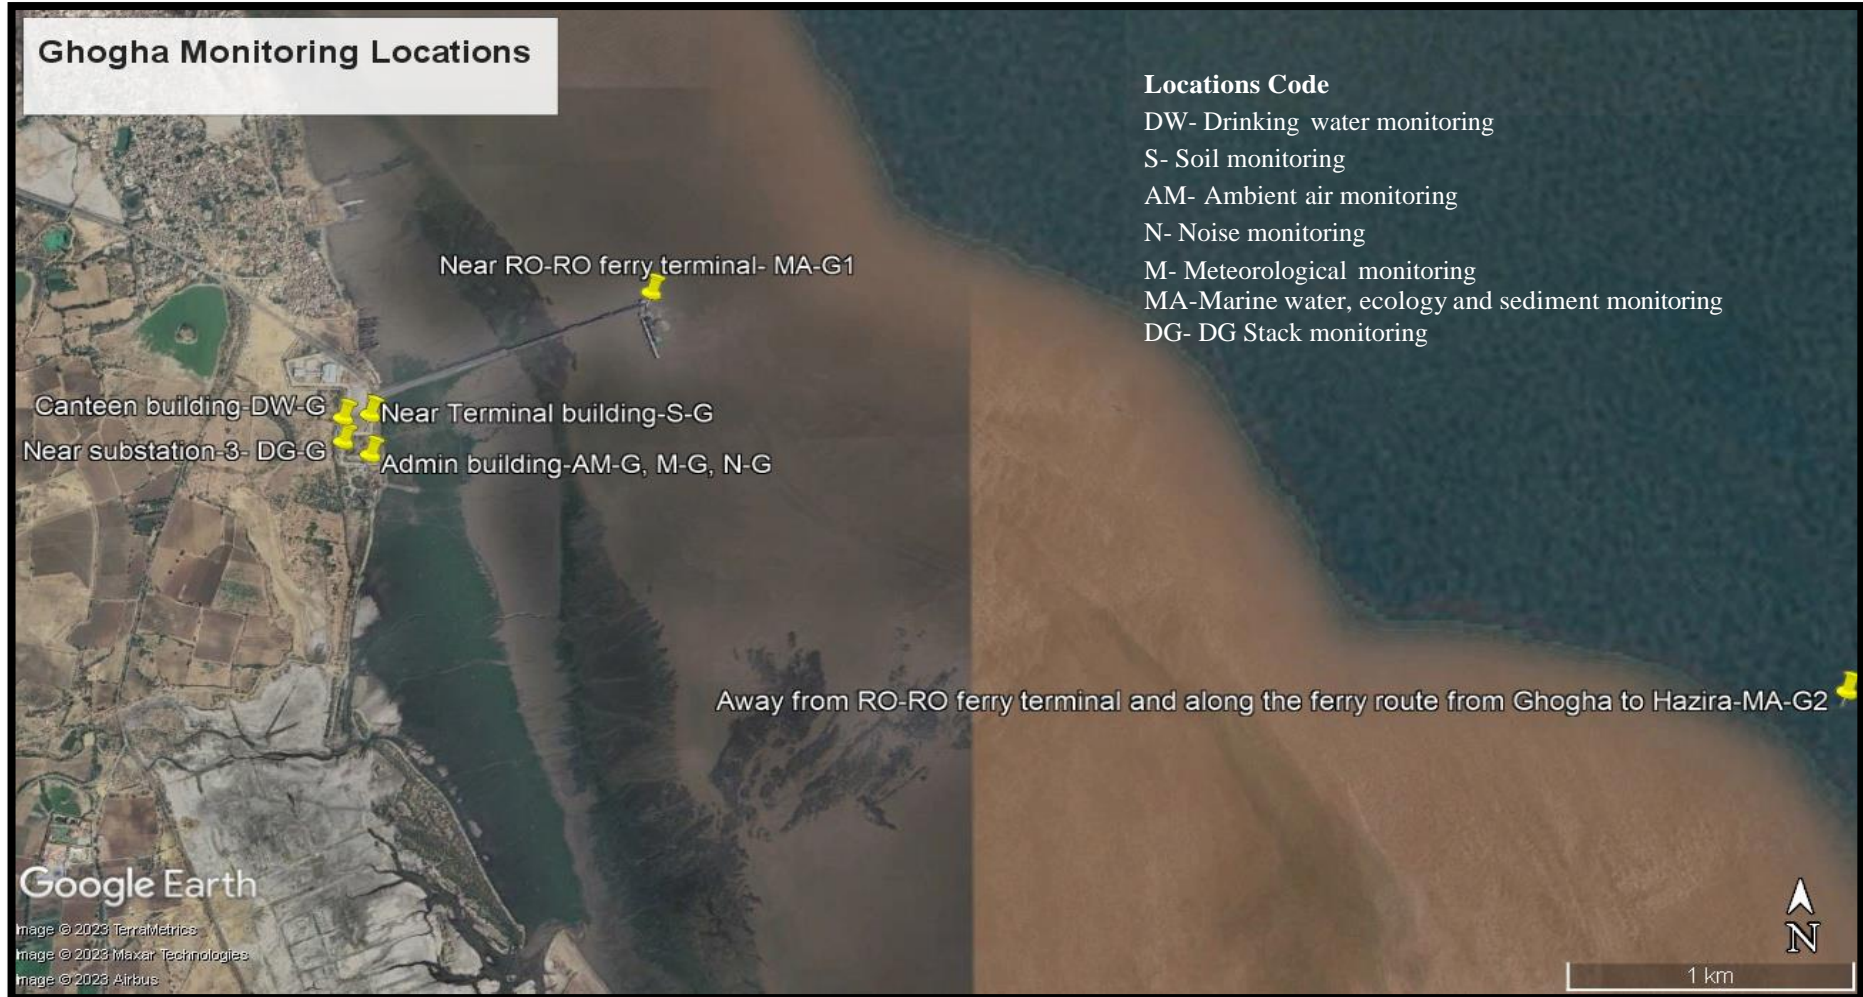 Ghogha Monitoring Locations
Locations Code
DW- Drinking water monitoring
S- Soil monitoring
AM- Ambient air monitoring
N- Noise monitoring
M- Meteorological monitoring
MA-Marine water, ecology and sediment monitoring
DG- DG Stack monitoring
Near RO-RO ferry terminal- MA-G1
Canteen building-DW-G
Near Terminal building-S-G
Near substation-3- DG-G
Admin building-AM-G, M-G, N-G
Away from RO-RO ferry terminal and along the ferry route from Ghogha to Hazira-MA-G2
Google Earth
mage © 2023 TerraMetrics
mage © 2023 Maxar Technologies
mage © 2023 Airbus
N
1 km